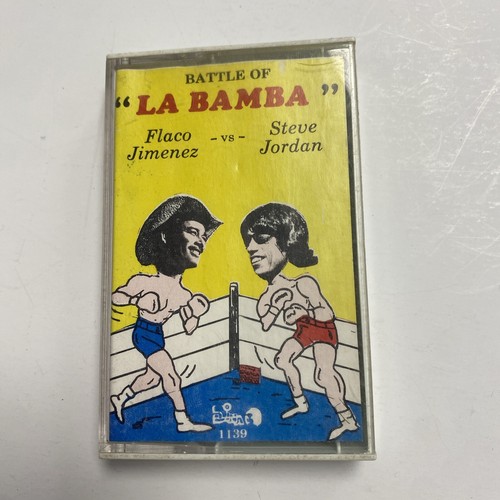 BATTLE OF
"LA BAMBA"
Flaco - vs - Steve
Jimenez Jordan
1139